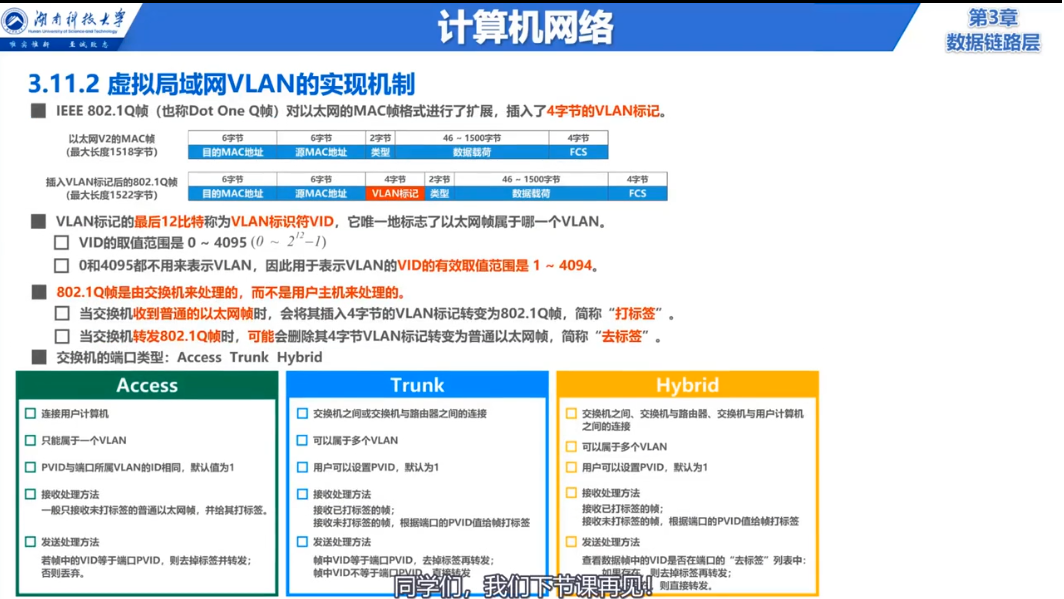 湖南科技大学
Hunan University of Science and Technology
唯实惟新 至诚致志
计算机网络
第3章
数据链路层
3.11.2 虚拟局域网VLAN的实现机制
IEEE 802.1Q帧（也称Dot One Q帧）对以太网的MAC帧格式进行了扩展，插入了4字节的VLAN标记。
以太网V2的MAC帧
(最大长度1518字节)
6字节 6字节 2字节 46 ~ 1500字节 4字节
目的MAC地址 源MAC地址 类型 数据载荷 FCS
插入VLAN标记后的802.1Q帧
(最大长度1522字节)
6字节 6字节 4字节 2字节 46 ~ 1500字节 4字节
目的MAC地址 源MAC地址 VLAN标记 类型 数据载荷 FCS
VLAN标记的最后12比特称为VLAN标识符VID，它唯一地标志了以太网帧属于哪一个VLAN。
VID的取值范围是 0 ~ 4095 (0 ~ 2^12−1)
0和4095都不用来表示VLAN，因此用于表示VLAN的VID的有效取值范围是 1 ~ 4094。
802.1Q帧是由交换机来处理的，而不是用户主机来处理的。
当交换机收到普通的以太网帧时，会将其插入4字节的VLAN标记转变为802.1Q帧，简称“打标签”。
当交换机转发802.1Q帧时，可能会删除其4字节VLAN标记转变为普通以太网帧，简称“去标签”。
交换机的端口类型：Access Trunk Hybrid
Access
连接用户计算机
只能属于一个VLAN
PVID与端口所属VLAN的ID相同，默认值为1
接收处理方法
一般只接收未打标签的普通以太网帧，并给其打标签。
发送处理方法
若帧中的VID等于端口PVID，则去掉标签并转发；
否则丢弃。
Trunk
交换机之间或交换机与路由器之间的连接
可以属于多个VLAN
用户可以设置PVID，默认为1
接收处理方法
接收已打标签的帧；
接收未打标签的帧，根据端口的PVID值给帧打标签
发送处理方法
帧中VID等于端口PVID，去掉标签再转发；
帧中VID不等于端口PVID，直接转发
Hybrid
交换机之间、交换机与路由器、交换机与用户计算机
之间的连接
可以属于多个VLAN
用户可以设置PVID，默认为1
接收处理方法
接收已打标签的帧；
接收未打标签的帧，根据端口的PVID值给帧打标签
发送处理方法
查看数据帧中的VID是否在端口的“去标签”列表中：
如果存在，则去掉标签再转发；
则直接转发。
同学们，我们下节课再见！